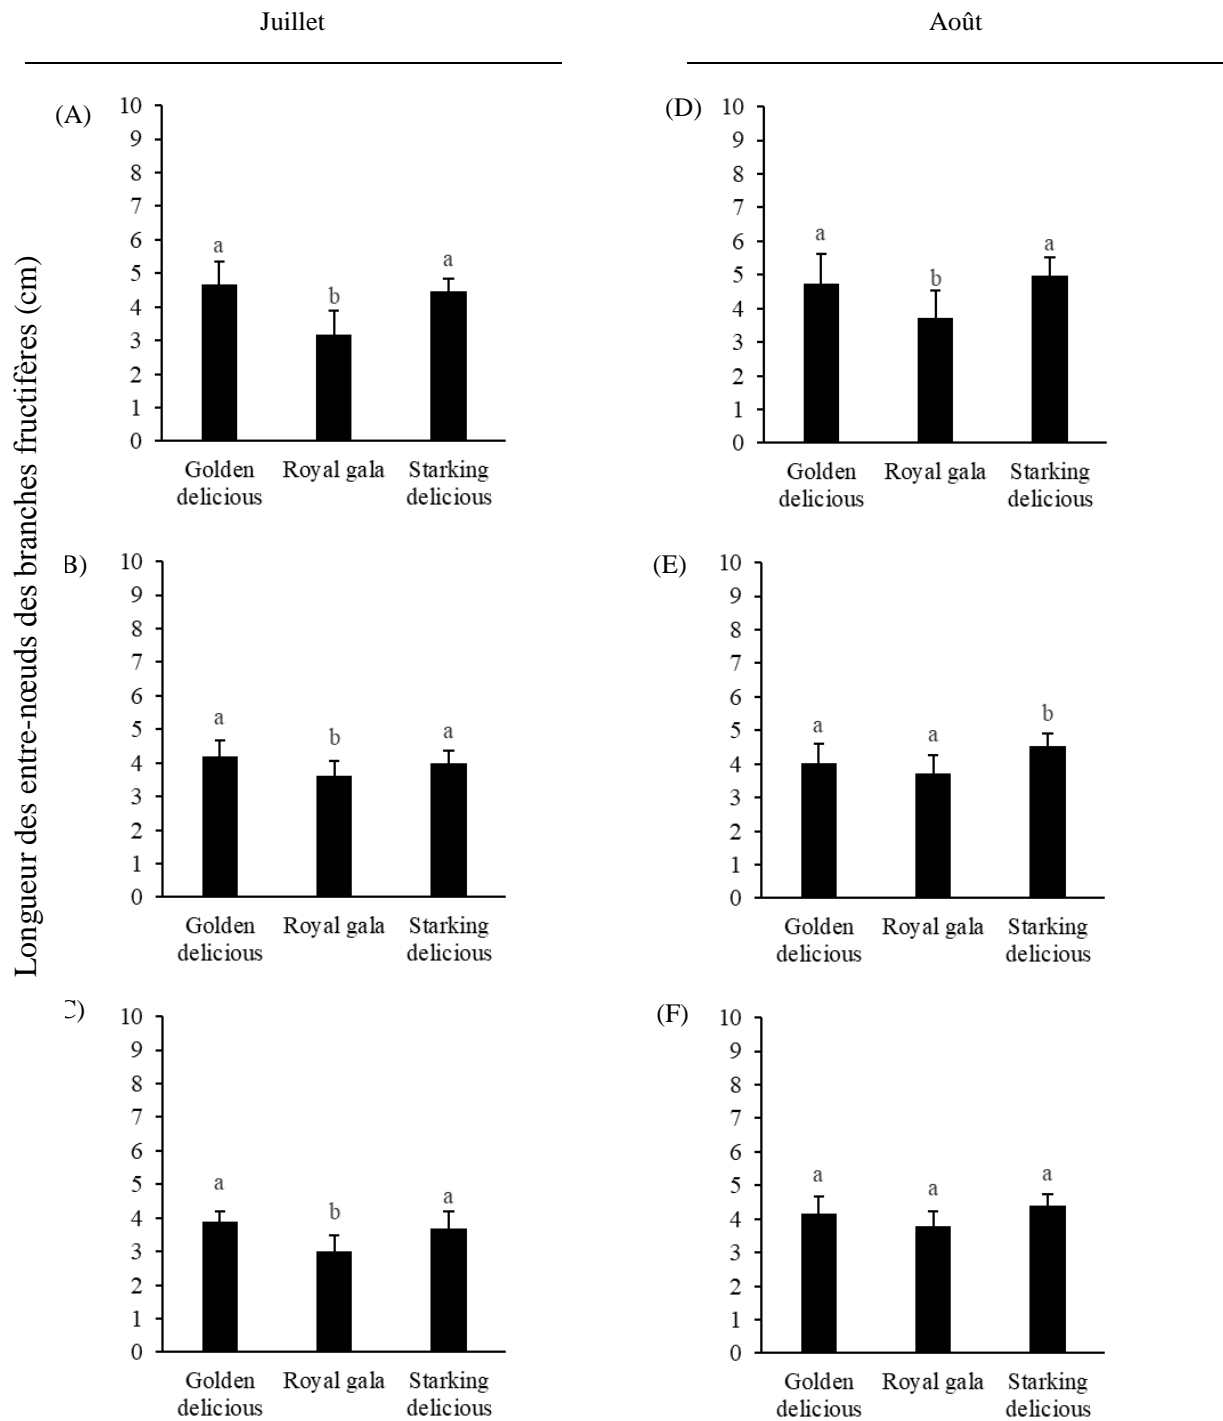 Juillet
Août
Longueur des entre-nœuds des branches fructifères (cm)
(A)
10
9
8
7
6
5
4
3
2
1
0
a
b
a
Golden
delicious
Royal gala
Starking
delicious
(D)
10
9
8
7
6
5
4
3
2
1
0
a
b
a
Golden
delicious
Royal gala
Starking
delicious
B)
10
9
8
7
6
5
4
3
2
1
0
a
b
a
Golden
delicious
Royal gala
Starking
delicious
(E)
10
9
8
7
6
5
4
3
2
1
0
a
a
b
Golden
delicious
Royal gala
Starking
delicious
C)
10
9
8
7
6
5
4
3
2
1
0
a
b
a
Golden
delicious
Royal gala
Starking
delicious
(F)
10
9
8
7
6
5
4
3
2
1
0
a
a
a
Golden
delicious
Royal gala
Starking
delicious